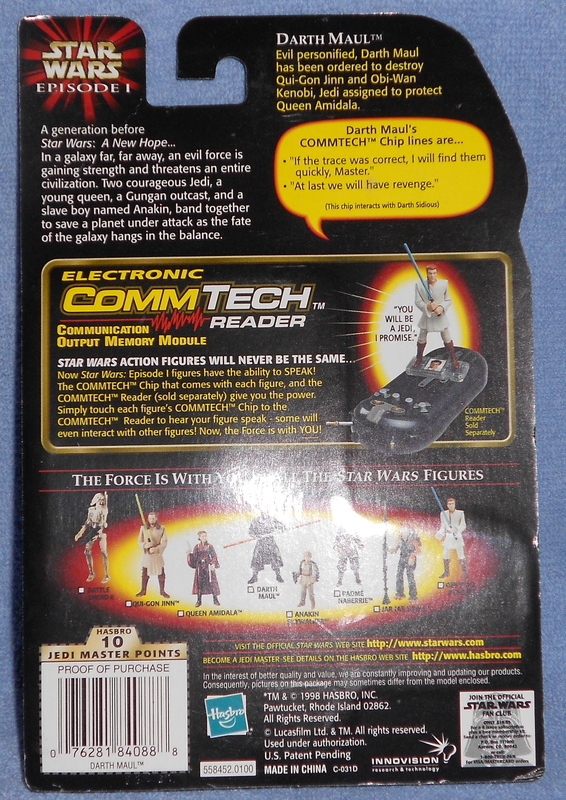 STAR
WARS
EPISODE I
DARTH MAUL™
Evil personified, Darth Maul
has been ordered to destroy
Qui-Gon Jinn and Obi-Wan
Kenobi, Jedi assigned to protect
Queen Amidala.
A generation before
Star Wars: A New Hope...
In a galaxy far, far away, an evil force is
gaining strength and threatens an entire
civilization. Two courageous Jedi, a
young queen, a Gungan outcast, and a
slave boy named Anakin, band together
to save a planet under attack as the fate
of the galaxy hangs in the balance.
Darth Maul's
COMMTECH™ Chip lines are...
• "If the trace was correct, I will find them
quickly, Master."
• "At last we will have revenge."
(This chip interacts with Darth Sidious)
ELECTRONIC
COMMTECH™
READER
COMMUNICATION
OUTPUT MEMORY MODULE
STAR WARS ACTION FIGURES WILL NEVER BE THE SAME...
Now Star Wars: Episode I figures have the ability to SPEAK!
The COMMTECH™ Chip that comes with each figure, and the
COMMTECH™ Reader (sold separately) give you the power.
Simply touch each figure's COMMTECH™ Chip to the
COMMTECH™ Reader to hear your figure speak - some will
even interact with other figures! Now, the Force is with YOU!
"YOU
WILL BE
A JEDI,
I PROMISE."
COMMTECH™
Reader
Sold
Separately
THE FORCE IS WITH THE STAR WARS FIGURES
BATTLE
QUI-GON JINN™
QUEEN AMIDALA™
DARTH
MAUL™
ANAKIN
PADMÉ
NABERRIE™
JAR JAR
HASBRO
10
JEDI MASTER POINTS
PROOF OF PURCHASE
0 76281 84088 8
DARTH MAUL™
VISIT THE OFFICIAL STAR WARS WEB SITE http://www.starwars.com
BECOME A JEDI MASTER-SEE DETAILS ON THE HASBRO WEB SITE http://www.hasbro.com
In the interest of better quality and value, we are constantly improving and updating our products.
Consequently, pictures on this package may sometimes differ from the model enclosed.
Hasbro
®*TM & © 1998 HASBRO, INC.
Pawtucket, Rhode Island 02862.
All Rights Reserved.
© Lucasfilm Ltd. & TM. All rights reserved.
Used under authorization.
U.S. Patent Pending
558452.0100 MADE IN CHINA C-031D
INNOVISION
research & technology
JOIN THE OFFICIAL
STAR WARS
FAN CLUB